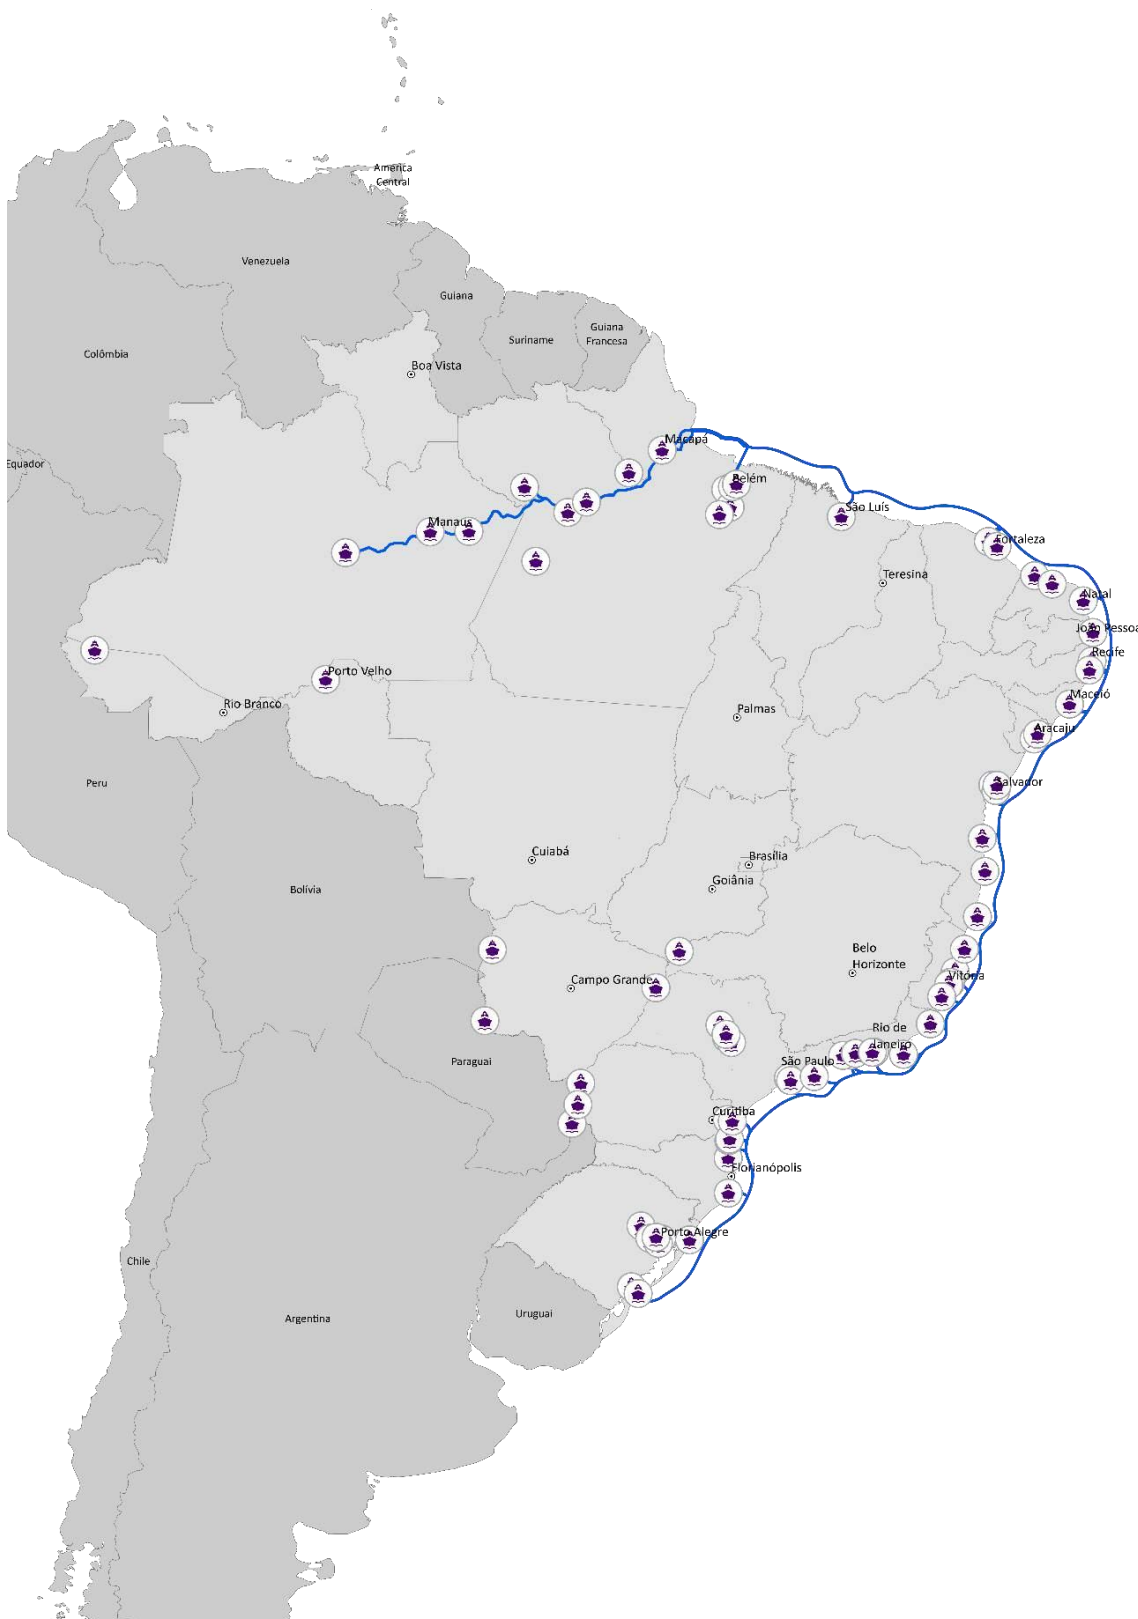 América
Central
Venezuela
Guiana
Suriname
Guiana
Francesa
Colômbia
Boa Vista
Macapá
Equador
Belém
São Luís
Manaus
Fortaleza
Teresina
Natal
João Pessoa
Recife
Porto Velho
Maceió
Rio Branco
Palmas
Aracaju
Peru
Salvador
Cuiabá
Brasília
Goiânia
Bolívia
Belo
Horizonte
Campo Grande
Vitória
Rio de
Janeiro
São Paulo
Paraguai
Curitiba
Florianópolis
Porto Alegre
Chile
Argentina
Uruguai